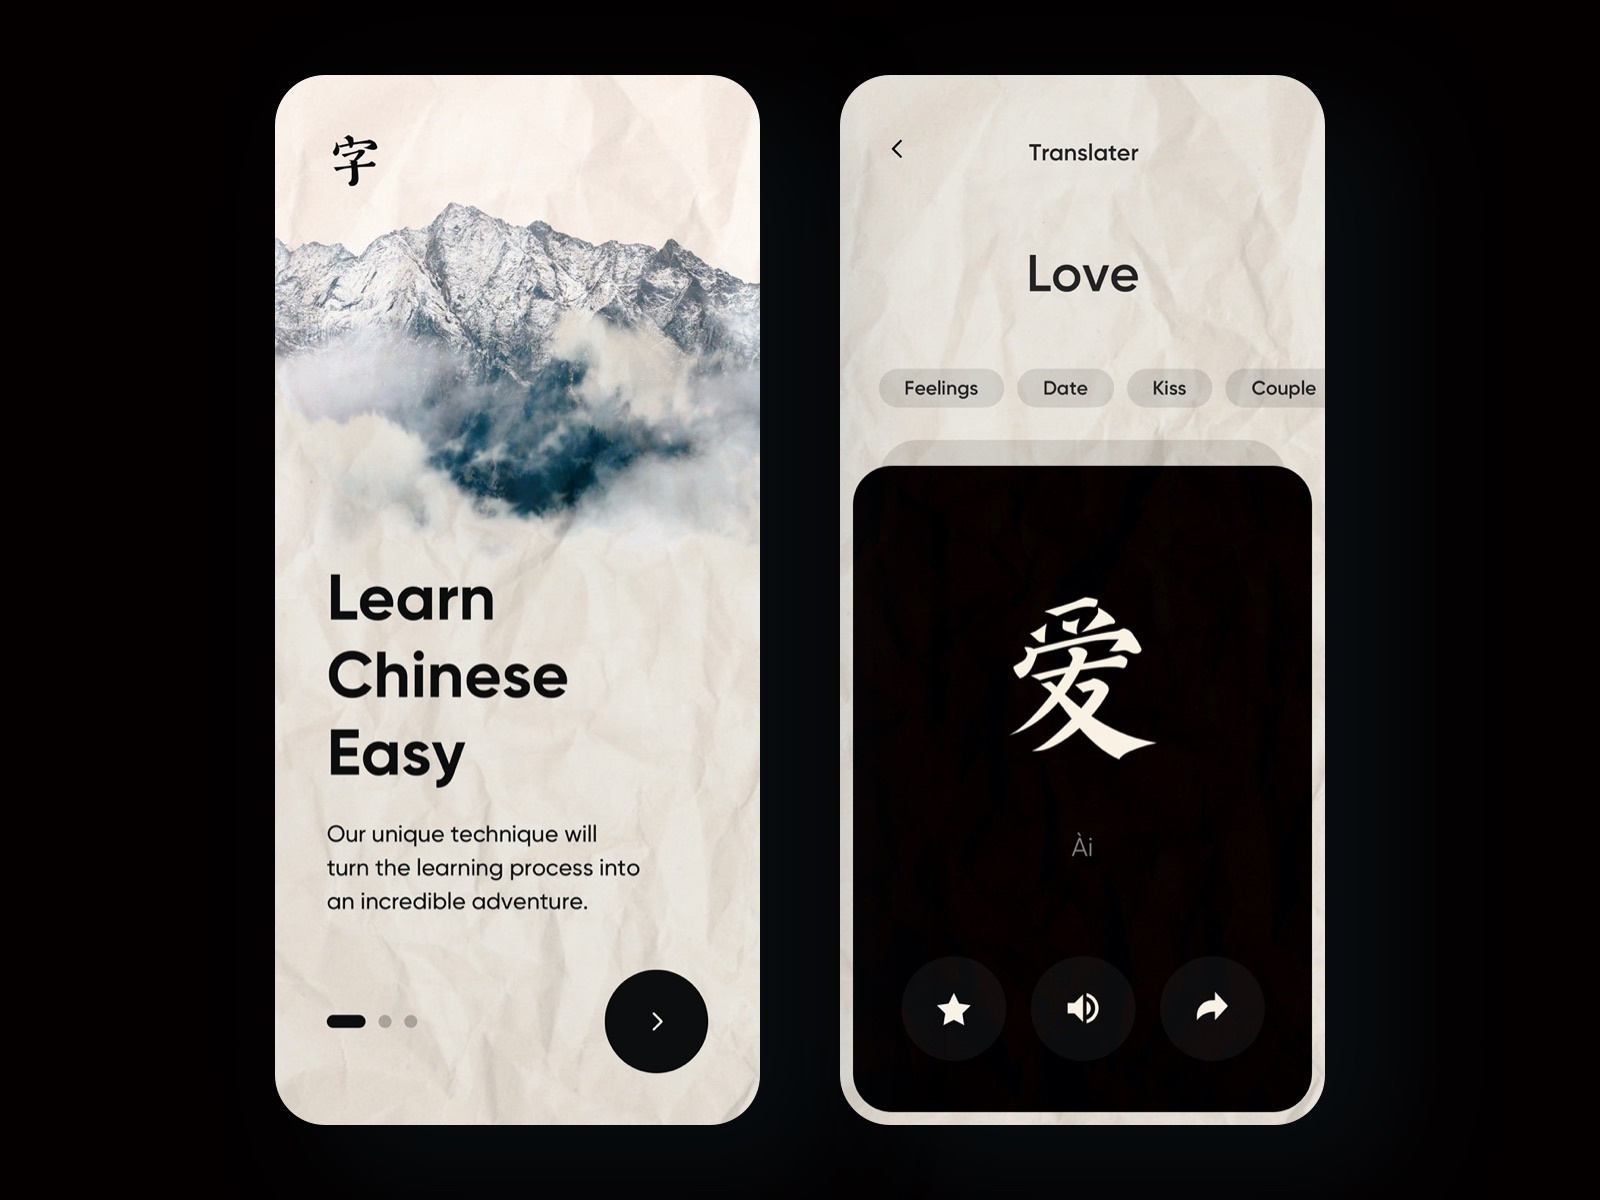 字
Learn
Chinese
Easy
Our unique technique will
turn the learning process into
an incredible adventure.
Translater
Love
Feelings Date Kiss Couple
爱
Ài